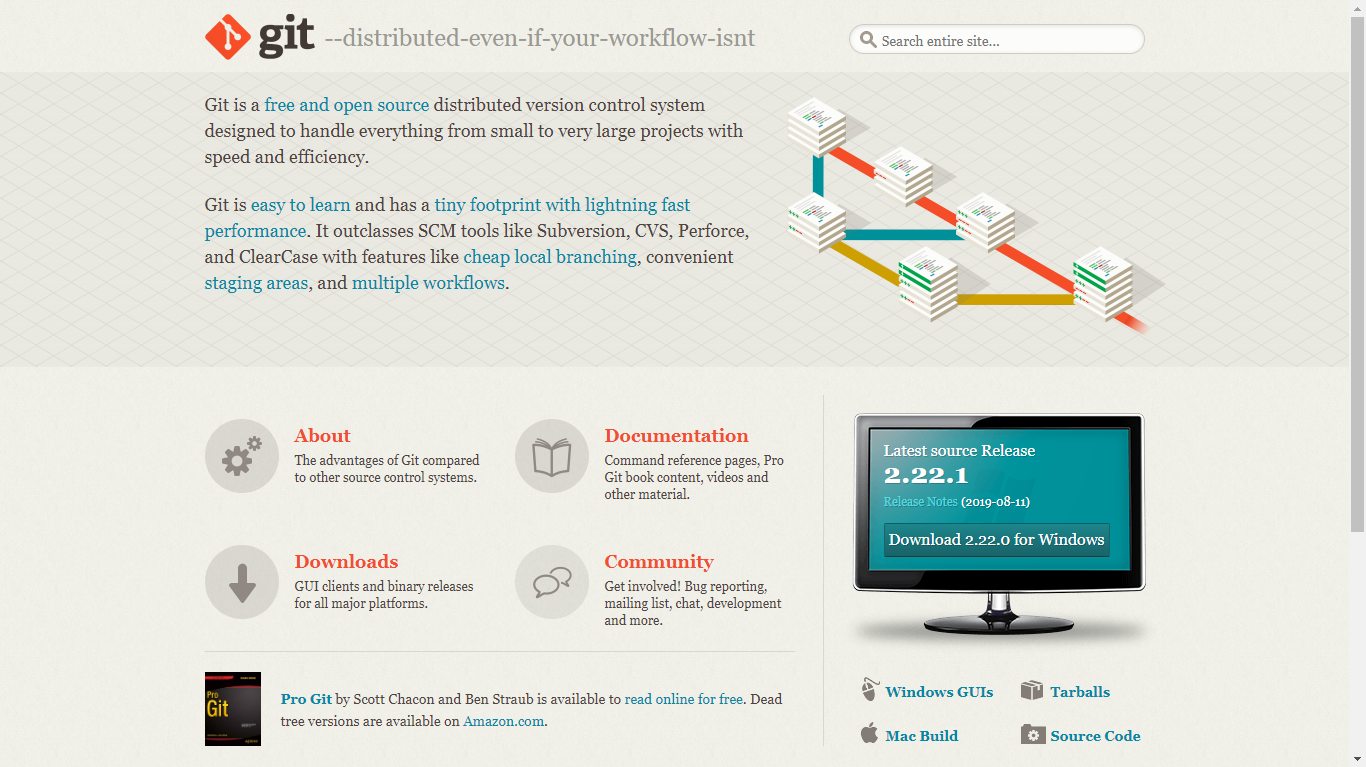 git --distributed-even-if-your-workflow-isnt
Search entire site...
Git is a free and open source distributed version control system
designed to handle everything from small to very large projects with
speed and efficiency.
Git is easy to learn and has a tiny footprint with lightning fast
performance. It outclasses SCM tools like Subversion, CVS, Perforce,
and ClearCase with features like cheap local branching, convenient
staging areas, and multiple workflows.
About
The advantages of Git compared
to other source control systems.
Documentation
Command reference pages, Pro
Git book content, videos and
other material.
Downloads
GUI clients and binary releases
for all major platforms.
Community
Get involved! Bug reporting,
mailing list, chat, development
and more.
Pro
Git
Pro Git by Scott Chacon and Ben Straub is available to read online for free. Dead
tree versions are available on Amazon.com.
Latest source Release
2.22.1
Release Notes (2019-08-11)
Download 2.22.0 for Windows
Windows GUIs
Tarballs
Mac Build
Source Code